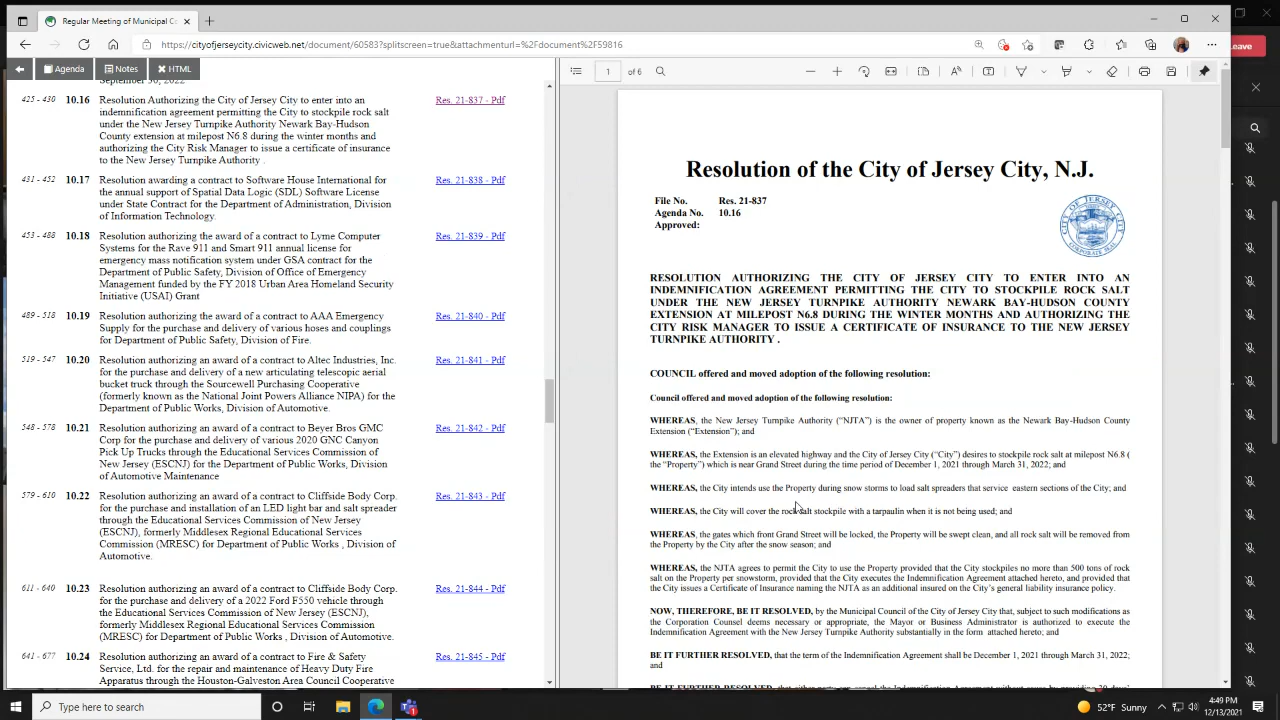 Regular Meeting of Municipal Co
https://cityofjerseycity.civicweb.net/document/60583?splitscreen=true&attachmenturl=%2Fdocument%2F59816
Leave
Agenda
Notes
HTML
1 of 6
September 30, 2022
425 - 430 10.16 Resolution Authorizing the City of Jersey City to enter into an Res. 21-837 - Pdf
indemnification agreement permitting the City to stockpile rock salt
under the New Jersey Turnpike Authority Newark Bay-Hudson
County extension at milepost N6.8 during the winter months and
authorizing the City Risk Manager to issue a certificate of insurance
to the New Jersey Turnpike Authority .
431 - 452 10.17 Resolution awarding a contract to Software House International for Res. 21-838 - Pdf
the annual support of Spatial Data Logic (SDL) Software License
under State Contract for the Department of Administration, Division
of Information Technology.
453 - 488 10.18 Resolution authorizing the award of a contract to Lyme Computer Res. 21-839 - Pdf
Systems for the Rave 911 and Smart 911 annual license for
emergency mass notification system under GSA contract for the
Department of Public Safety, Division of Office of Emergency
Management funded by the FY 2018 Urban Area Homeland Security
Initiative (USAI) Grant
489 - 518 10.19 Resolution authorizing an award of a contract to AAA Emergency Res. 21-840 - Pdf
Supply for the purchase and delivery of various hoses and couplings
for Department of Public Safety, Division of Fire.
519 - 547 10.20 Resolution authorizing an award of a contract to Altec Industries, Inc. Res. 21-841 - Pdf
for the purchase and delivery of a new articulating telescopic aerial
bucket truck through the Sourcewell Purchasing Cooperative
(formerly known as the National Joint Powers Alliance NIPA) for the
Department of Public Works, Division of Automotive.
548 - 578 10.21 Resolution authorizing an award of a contract to Beyer Bros GMC Res. 21-842 - Pdf
Corp for the purchase and delivery of various 2020 GNC Canyon
Pick Up Trucks through the Educational Services Commission of
New Jersey (ESCNJ) for the Department of Public Works, Division
of Automotive Maintenance
579 - 610 10.22 Resolution authorizing an award of a contract to Cliffside Body Corp. Res. 21-843 - Pdf
for the purchase and installation of an LED light bar and salt spreader
through the Educational Services Commission of New Jersey
(ESCNJ), formerly Middlesex Regional Educational Services
Commission (MRESC) for Department of Public Works , Division of
Automotive.
611 - 640 10.23 Resolution authorizing an award of a contract to Cliffside Body Corp. Res. 21-844 - Pdf
for the purchase and delivery of a 2022 Ford F550 vehicle through
the Educational Services Commission of New Jersey (ESCNJ),
formerly Middlesex Regional Educational Services Commission
(MRESC) for Department of Public Works , Division of Automotive.
641 - 677 10.24 Resolution authorizing an award of a contract to Fire & Safety Res. 21-845 - Pdf
Service, Ltd. for the repair and maintenance of Heavy Duty Fire
Apparatus through the Houston-Galveston Area Council Cooperative
Resolution of the City of Jersey City, N.J.
File No. Res. 21-837
Agenda No. 10.16
Approved:
RESOLUTION AUTHORIZING THE CITY OF JERSEY CITY TO ENTER INTO AN
INDEMNIFICATION AGREEMENT PERMITTING THE CITY TO STOCKPILE ROCK SALT
UNDER THE NEW JERSEY TURNPIKE AUTHORITY NEWARK BAY-HUDSON COUNTY
EXTENSION AT MILEPOST N6.8 DURING THE WINTER MONTHS AND AUTHORIZING THE
CITY RISK MANAGER TO ISSUE A CERTIFICATE OF INSURANCE TO THE NEW JERSEY
TURNPIKE AUTHORITY .
COUNCIL offered and moved adoption of the following resolution:
Council offered and moved adoption of the following resolution:
WHEREAS, the New Jersey Turnpike Authority (“NJTA”) is the owner of property known as the Newark Bay-Hudson County
Extension (“Extension”); and
WHEREAS, the Extension is an elevated highway and the City of Jersey City (“City”) desires to stockpile rock salt at milepost N6.8 (
the “Property”) which is near Grand Street during the time period of December 1, 2021 through March 31, 2022; and
WHEREAS, the City intends use the Property during snow storms to load salt spreaders that service eastern sections of the City; and
WHEREAS, the City will cover the rock salt stockpile with a tarpaulin when it is not being used; and
WHEREAS, the gates which front Grand Street will be locked, the Property will be swept clean, and all rock salt will be removed from
the Property by the City after the snow season; and
WHEREAS, the NJTA agrees to permit the City to use the Property provided that the City stockpiles no more than 500 tons of rock
salt on the Property per snowstorm, provided that the City executes the Indemnification Agreement attached hereto, and provided that
the City issues a Certificate of Insurance naming the NJTA as an additional insured on the City’s general liability insurance policy.
NOW, THEREFORE, BE IT RESOLVED, by the Municipal Council of the City of Jersey City that, subject to such modifications as
the Corporation Counsel deems necessary or appropriate, the Mayor or Business Administrator is authorized to execute the
Indemnification Agreement with the New Jersey Turnpike Authority substantially in the form attached hereto; and
BE IT FURTHER RESOLVED, that the term of the Indemnification Agreement shall be December 1, 2021 through March 31, 2022;
and
BE IT FURTHER RESOLVED, that either party can cancel the Indemnification Agreement without cause by providing 30 days’
Type here to search
52°F Sunny
4:49 PM
12/13/2021